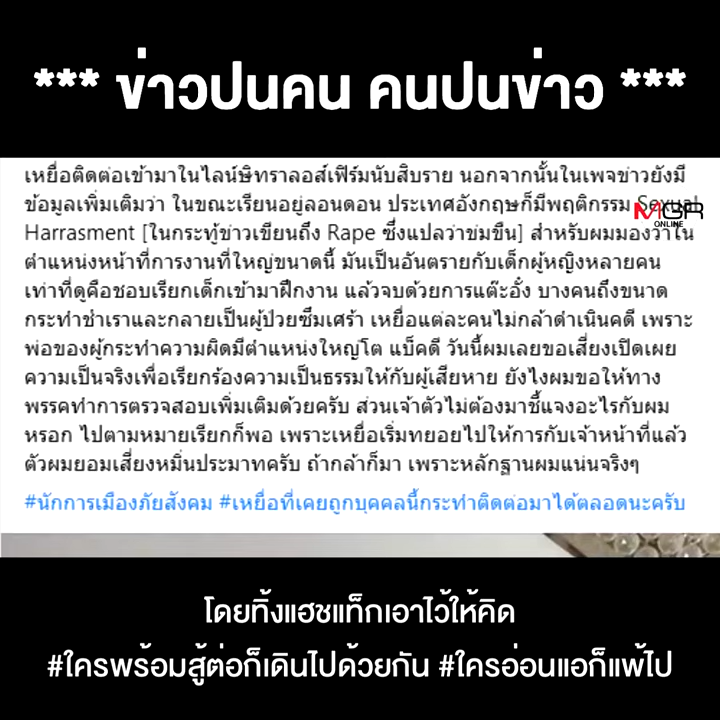 *** ข่าวปนคน คนปนข่าว ***
เหยื่อติดต่อเข้ามาในไลน์ษิทราลอส์เฟิร์มนับสิบราย นอกจากนั้นในเพจข่าวยังมี
ข้อมูลเพิ่มเติมว่า ในขณะเรียนอยู่ลอนดอน ประเทศอังกฤษก็มีพฤติกรรม Sexual
MGR
ONLINE
Harrasment [ในกระทู้ข่าวเขียนถึง Rape ซึ่งแปลว่าข่มขืน] สำหรับผมมองว่าใน
ตำแหน่งหน้าที่การงานที่ใหญ่ขนาดนี้ มันเป็นอันตรายกับเด็กผู้หญิงหลายคน
เท่าที่ดูคือชอบเรียกเด็กเข้ามาฝึกงาน แล้วจบด้วยการแต๊ะอั๋ง บางคนถึงขนาด
กระทำชำเราและกลายเป็นผู้ป่วยซึมเศร้า เหยื่อแต่ละคนไม่กล้าดำเนินคดี เพราะ
พ่อของผู้กระทำความผิดมีตำแหน่งใหญ่โต แบ็คดี วันนี้ผมเลยขอเสี่ยงเปิดเผย
ความเป็นจริงเพื่อเรียกร้องความเป็นธรรมให้กับผู้เสียหาย ยังไงผมขอให้ทาง
พรรคทำการตรวจสอบเพิ่มเติมด้วยครับ ส่วนเจ้าตัวไม่ต้องมาชี้แจงอะไรกับผม
หรอก ไปตามหมายเรียกก็พอ เพราะเหยื่อเริ่มทยอยไปให้การกับเจ้าหน้าที่แล้ว
ตัวผมยอมเสี่ยงหมิ่นประมาทครับ ถ้ากล้าก็มา เพราะหลักฐานผมแน่นจริงๆ
#นักการเมืองภัยสังคม #เหยื่อที่เคยถูกบุคคลนี้กระทำติดต่อมาได้ตลอดนะครับ
โดยทิ้งแฮชแท็กเอาไว้ให้คิด
#ใครพร้อมสู้ต่อก็เดินไปด้วยกัน #ใครอ่อนแอก็แพ้ไป